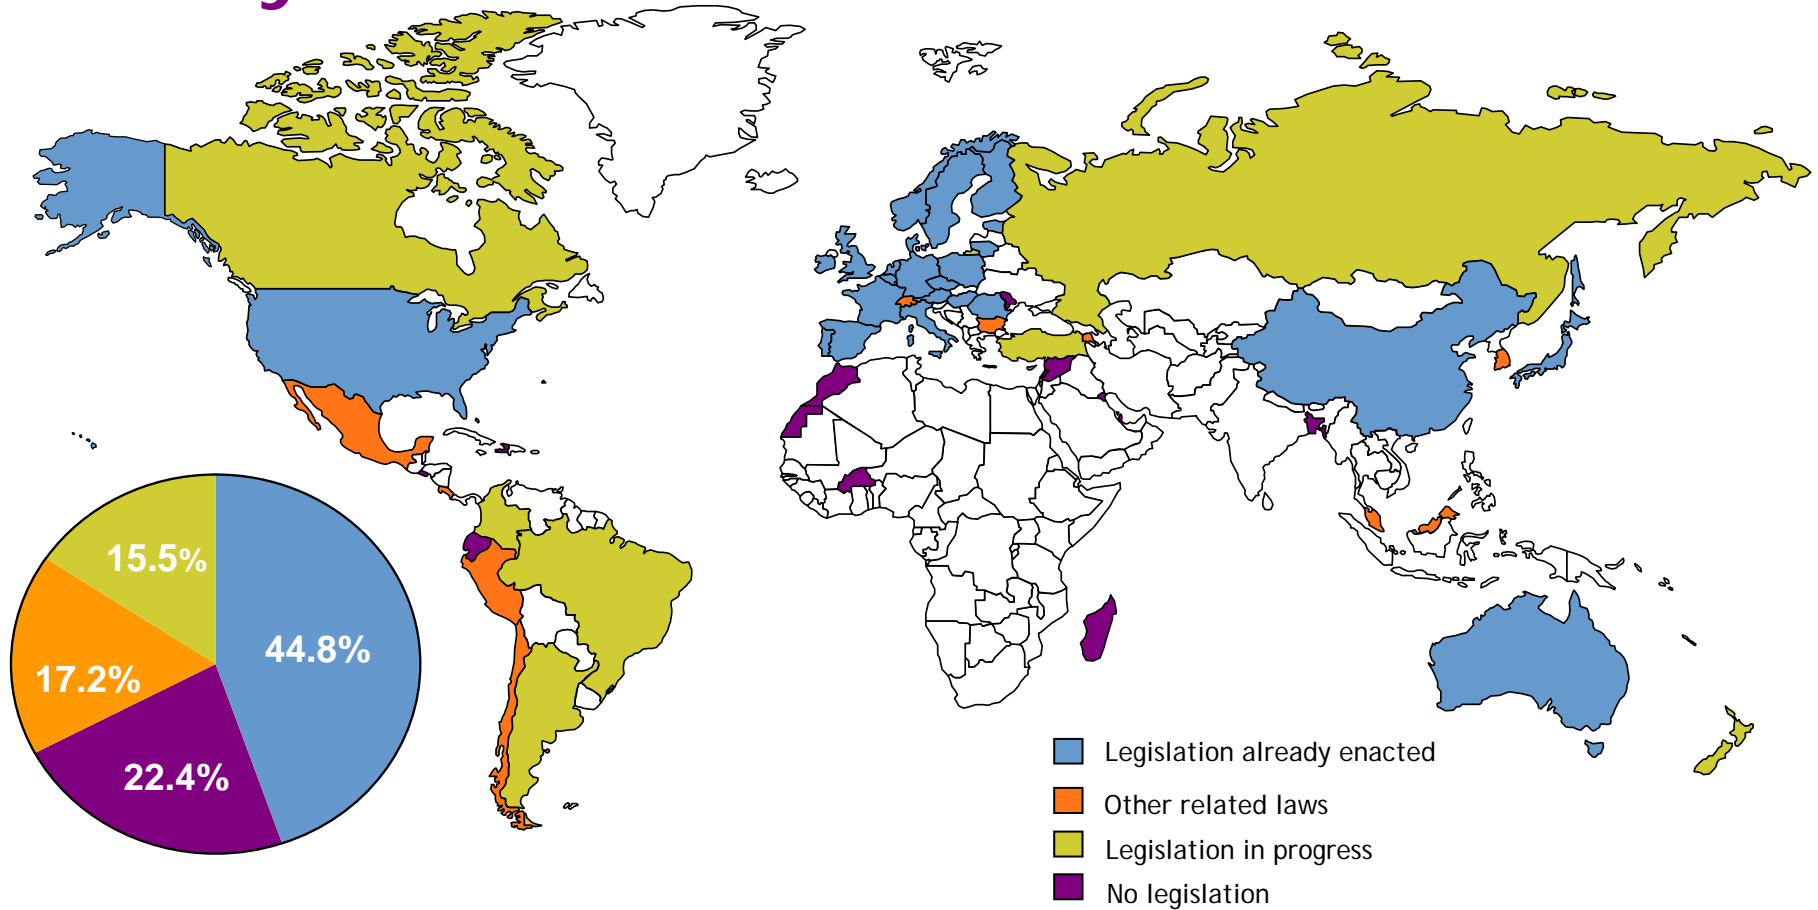 15.5%
44.8%
17.2%
22.4%
Legislation already enacted
Other related laws
Legislation in progress
No legislation